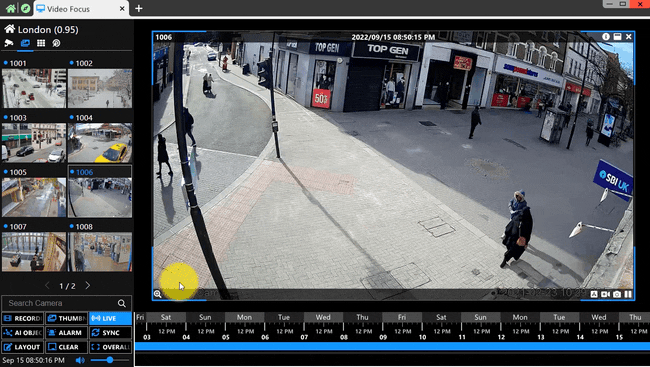 Video Focus
London (0.95)
1001
1002
1003
1004
1005
1006
1007
1008
1 / 2
Search Camera
RECORD
THUMBN
LIVE
AI OBJEC
ALARM
SYNC
LAYOUT
CLEAR
OVERALL
Sep 15 08:50:16 PM
1006
2022/09/15 08:50:15 PM
TOP GEN
TOP GEN
50%
SBI UK
Fri Sat Sun Mon Tue Wed Thu Fri Sat Sun Mon Tue Wed Thu
12 PM 12 PM 12 PM 12 PM 12 PM 12 PM 12 PM 12 PM 12 PM 12 PM 12 PM 12 PM 12 PM
03 04 05 06 07 08 09 10 11 12 13 14 15